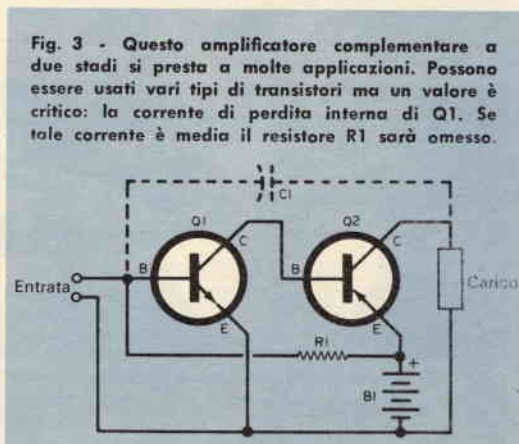 Fig. 3 - Questo amplificatore complementare a
due stadi si presta a molte applicazioni. Possono
essere usati vari tipi di transistori ma un valore è
critico: la corrente di perdita interna di Q1. Se
tale corrente è media il resistore R1 sarà omesso.
C1
Q1
Q2
C
C
B
B
Entrata
Carico
E
E
R1
+
B1